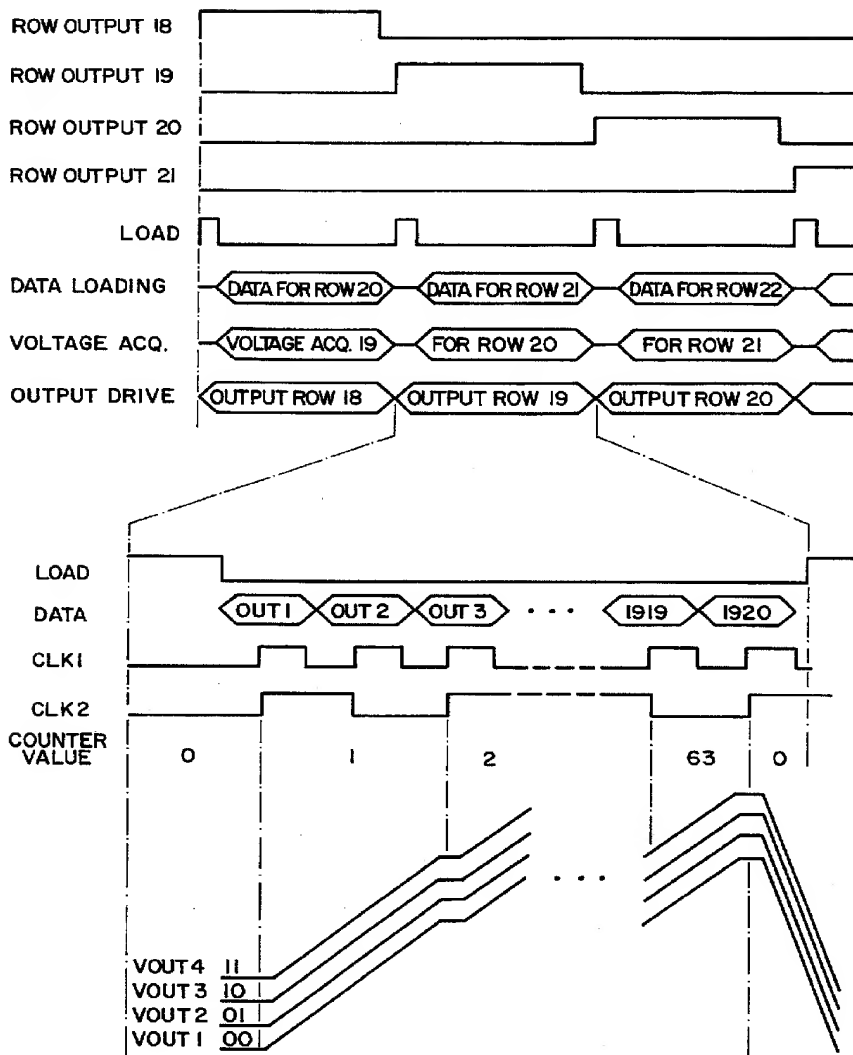 ROW OUTPUT 18
ROW OUTPUT 19
ROW OUTPUT 20
ROW OUTPUT 21
LOAD
DATA LOADING DATA FOR ROW 20 DATA FOR ROW 21 DATA FOR ROW 22
VOLTAGE ACQ. VOLTAGE ACQ. 19 FOR ROW 20 FOR ROW 21
OUTPUT DRIVE OUTPUT ROW 18 OUTPUT ROW 19 OUTPUT ROW 20
LOAD
DATA OUT 1 OUT 2 OUT 3 . . . 1919 1920
CLK1
CLK2
COUNTER
VALUE 0 1 2 63 0
. . .
VOUT 4 11
VOUT 3 10
VOUT 2 01
VOUT 1 00